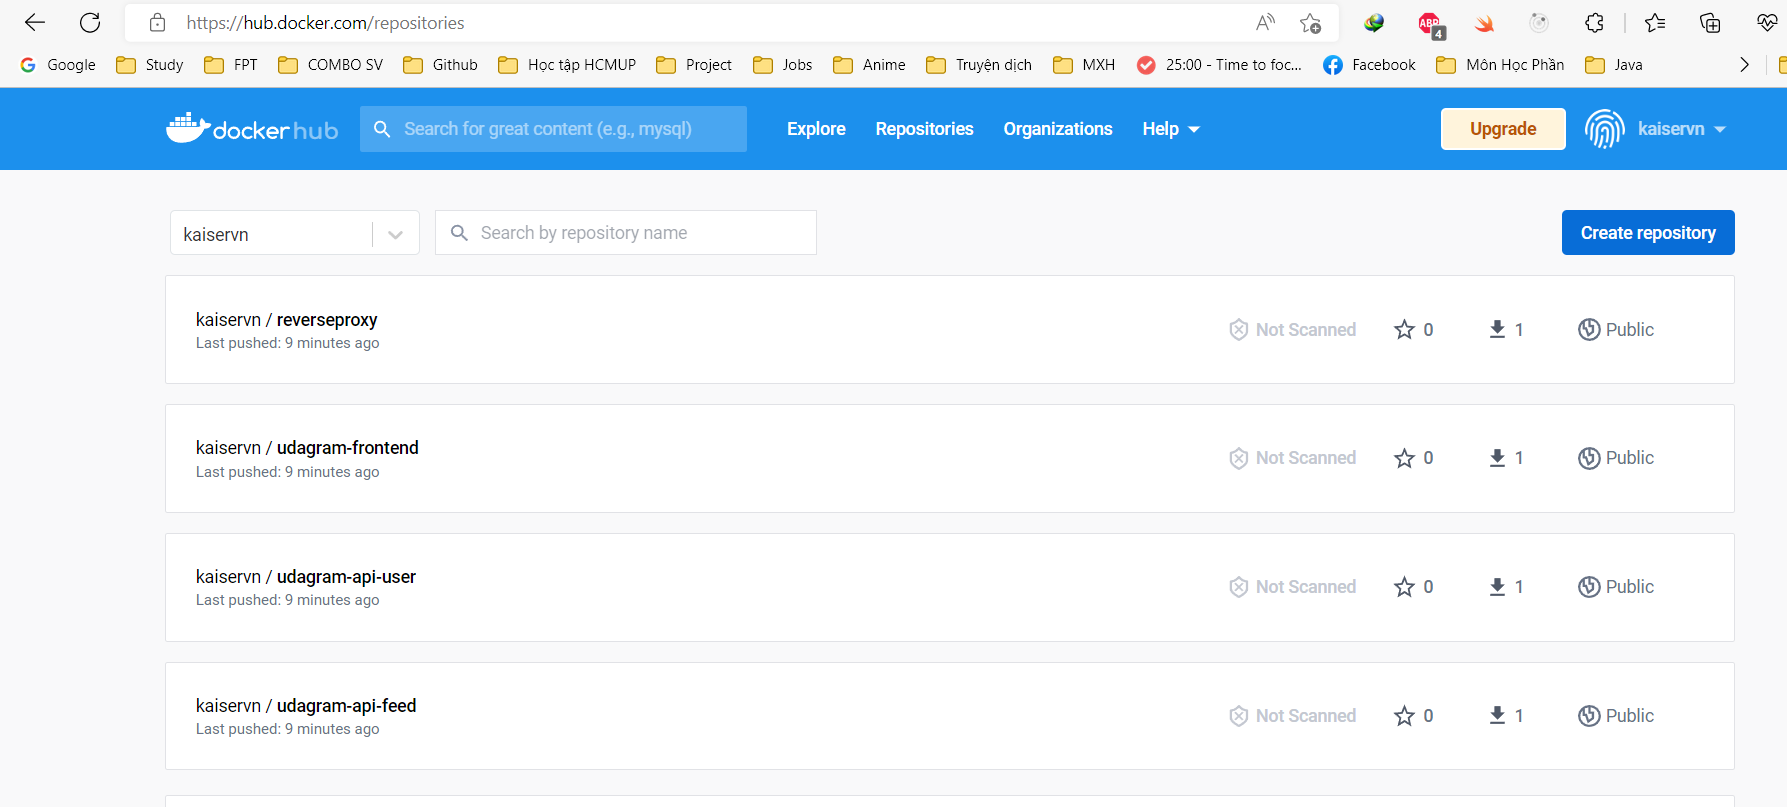 https://hub.docker.com/repositories
ABP
4
Google Study FPT COMBO SV Github Học tập HCMUP Project Jobs Anime Truyện dịch MXH 25:00 - Time to foc... Facebook Môn Học Phần Java
dockerhub Search for great content (e.g., mysql) Explore Repositories Organizations Help Upgrade kaiservn
kaiservn Search by repository name Create repository
kaiservn / reverseproxy
Last pushed: 9 minutes ago
Not Scanned 0 1 Public
kaiservn / udagram-frontend
Last pushed: 9 minutes ago
Not Scanned 0 1 Public
kaiservn / udagram-api-user
Last pushed: 9 minutes ago
Not Scanned 0 1 Public
kaiservn / udagram-api-feed
Last pushed: 9 minutes ago
Not Scanned 0 1 Public